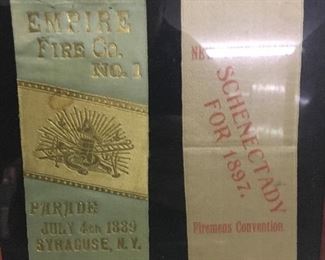 EMPIRE
FIRE CO.
NO. 1
PARADE
JULY 4TH 1889
SYRACUSE, N.Y.
SCHENECTADY
FOR 1897.
Firemens Convention